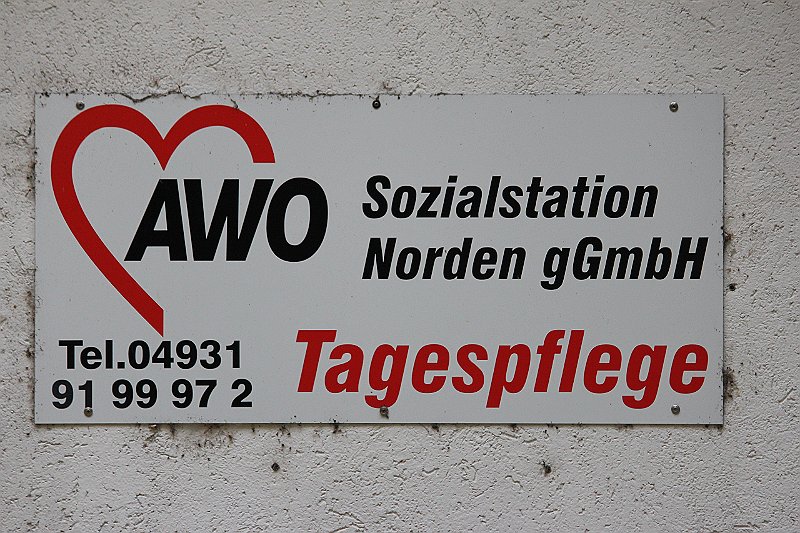 AWO
Sozialstation
Norden gGmbH
Tel.04931
91 99 97 2
Tagespflege